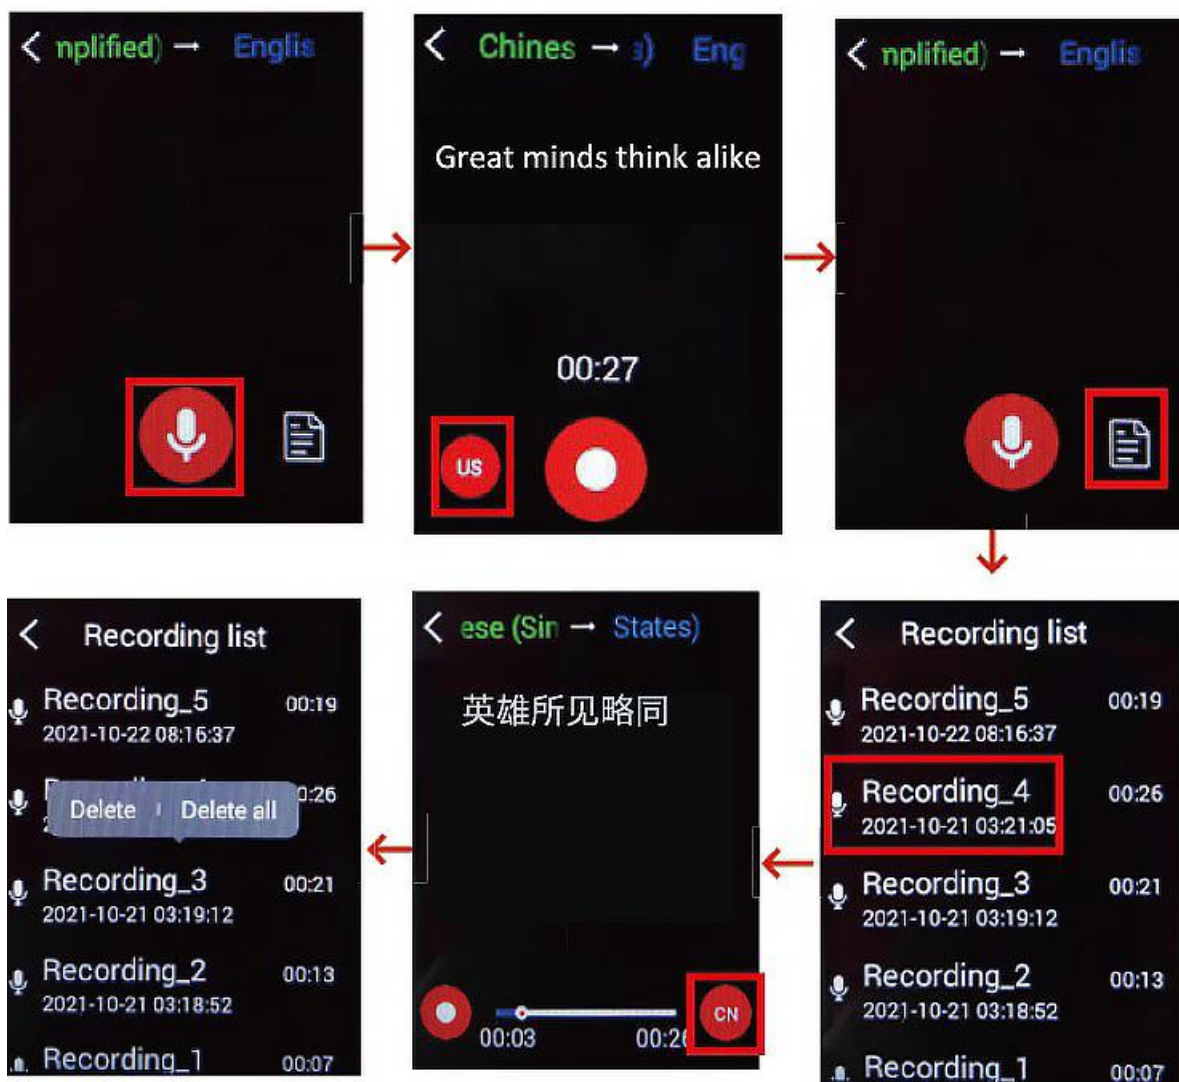 nplified) → Englis
Chines → s) Eng
Great minds think alike
00:27
US
nplified) → Englis
Recording list
Recording_5 00:19
2021-10-22 08:16:37
Recording_4 00:26
2021-10-21 03:21:05
Recording_3 00:21
2021-10-21 03:19:12
Recording_2 00:13
2021-10-21 03:18:52
Recording_1 00:07
ese (Sin → States)
英雄所见略同
CN
00:03 00:26
Recording list
Recording_5 00:19
2021-10-22 08:16:37
Delete Delete all
0:26
Recording_3 00:21
2021-10-21 03:19:12
Recording_2 00:13
2021-10-21 03:18:52
Recording_1 00:07